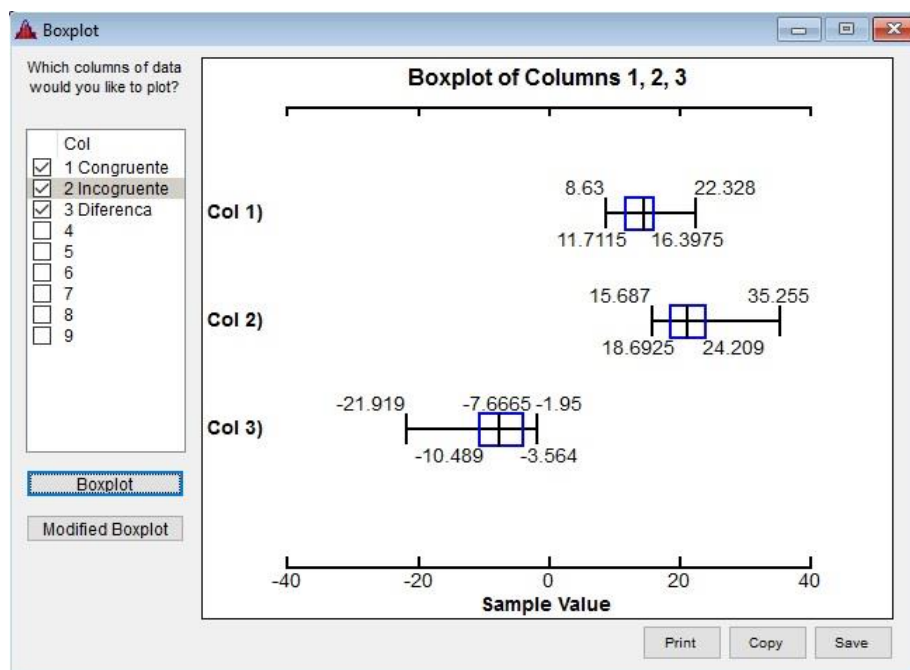 Boxplot
Which columns of data
would you like to plot?
Col
1 Congruente
2 Incogruente
3 Diferenca
4
5
6
7
8
9
Boxplot
Modified Boxplot
Boxplot of Columns 1, 2, 3
Col 1)
8.63 22.328
11.7115 16.3975
Col 2)
15.687 35.255
18.6925 24.209
Col 3)
-21.919 -7.6665 -1.95
-10.489 -3.564
-40 -20 0 20 40
Sample Value
Print Copy Save